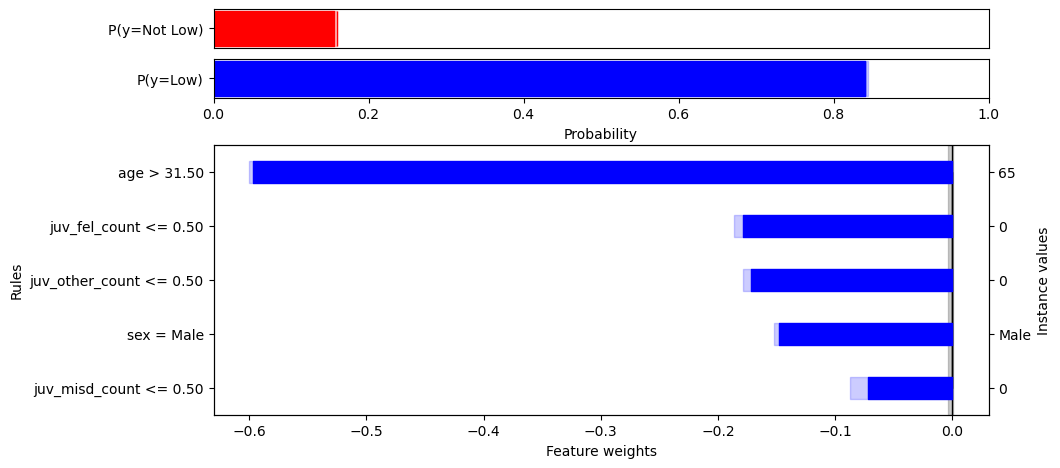 P(y=Not Low)
P(y=Low)
0.0 0.2 0.4 0.6 0.8 1.0
Probability
age > 31.50 65
juv_fel_count <= 0.50 0
juv_other_count <= 0.50 0
sex = Male Male
juv_misd_count <= 0.50 0
Rules
Instance values
−0.6 −0.5 −0.4 −0.3 −0.2 −0.1 0.0
Feature weights